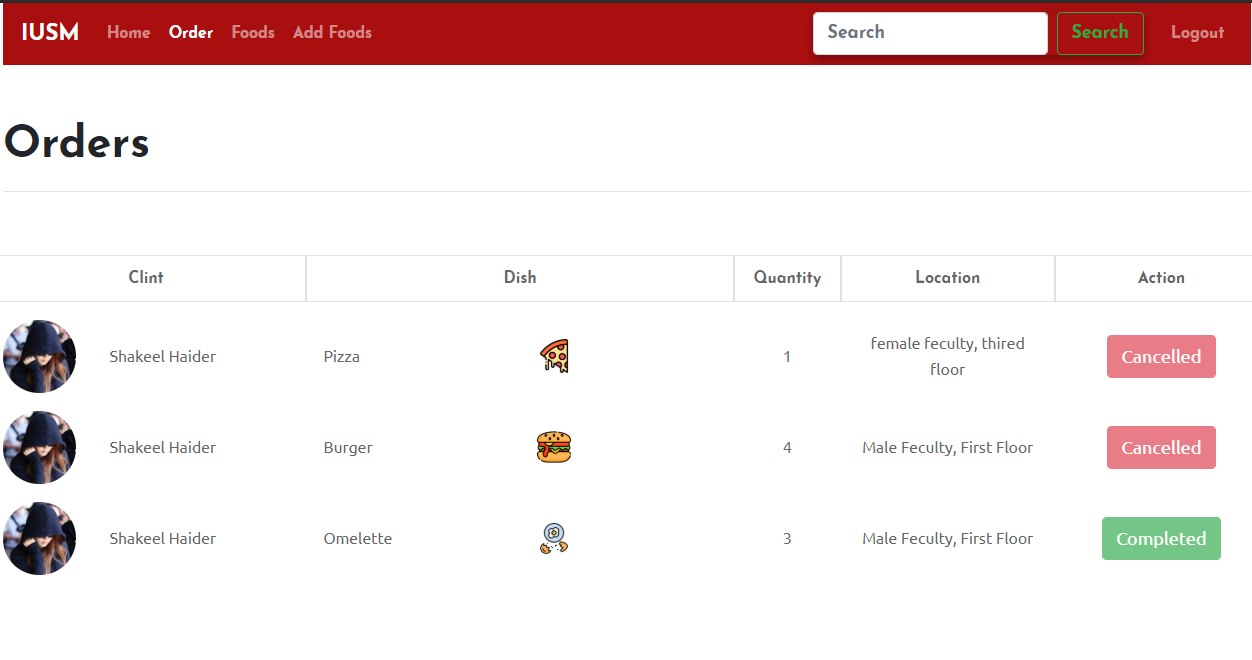 IUSM Home Order Foods Add Foods Search Search Logout
Orders
Clint Dish Quantity Location Action
Shakeel Haider Pizza 1 female feculty, thired floor Cancelled
Shakeel Haider Burger 4 Male Feculty, First Floor Cancelled
Shakeel Haider Omelette 3 Male Feculty, First Floor Completed